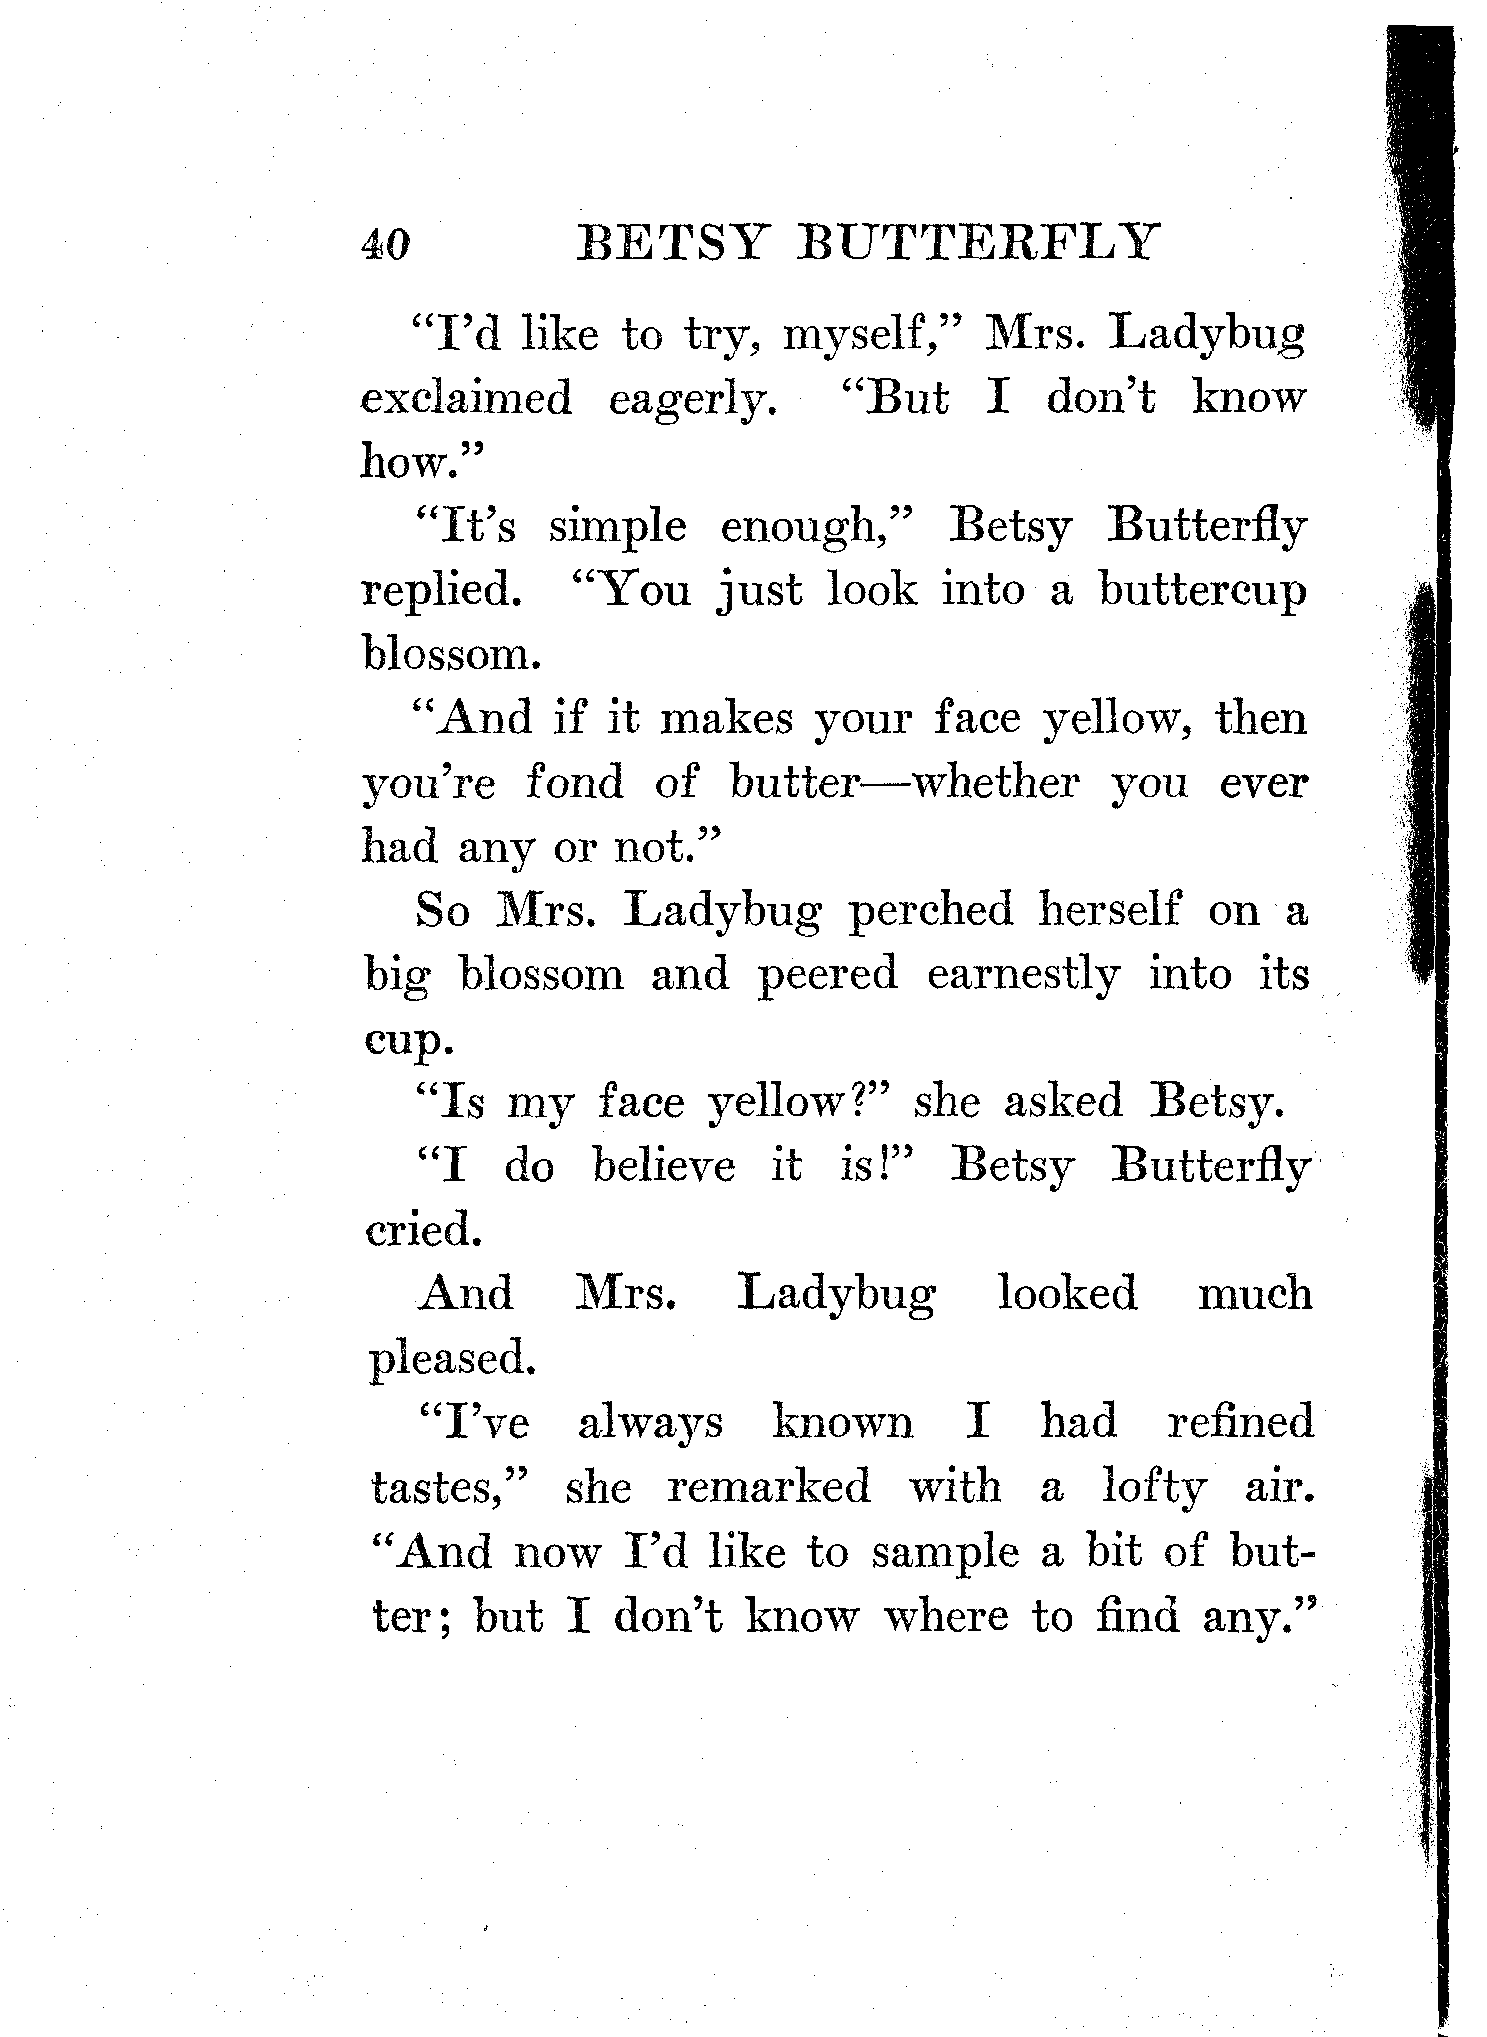 40 BETSY BUTTERFLY
“I’d like to try, myself,” Mrs. Ladybug
exclaimed eagerly. “But I don’t know
how.”
“It’s simple enough,” Betsy Butterfly
replied. “You just look into a buttercup
blossom.
“And if it makes your face yellow, then
you’re fond of butter—whether you ever
had any or not.”
So Mrs. Ladybug perched herself on a
big blossom and peered earnestly into its
cup.
“Is my face yellow?” she asked Betsy.
“I do believe it is!” Betsy Butterfly
cried.
And Mrs. Ladybug looked much
pleased.
“I’ve always known I had refined
tastes,” she remarked with a lofty air.
“And now I’d like to sample a bit of but-
ter; but I don’t know where to find any.”